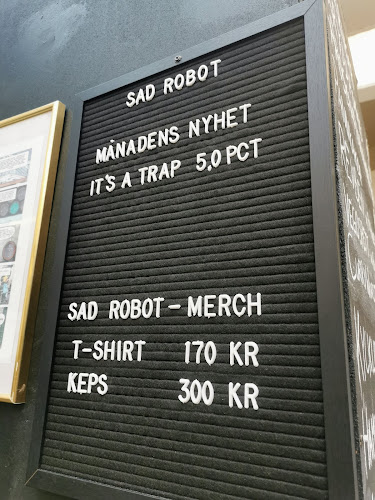 SAD ROBOT
MÅNADENS NYHET
IT'S A TRAP 5,0 PCT
SAD ROBOT - MERCH
T-SHIRT 170 KR
KEPS 300 KR